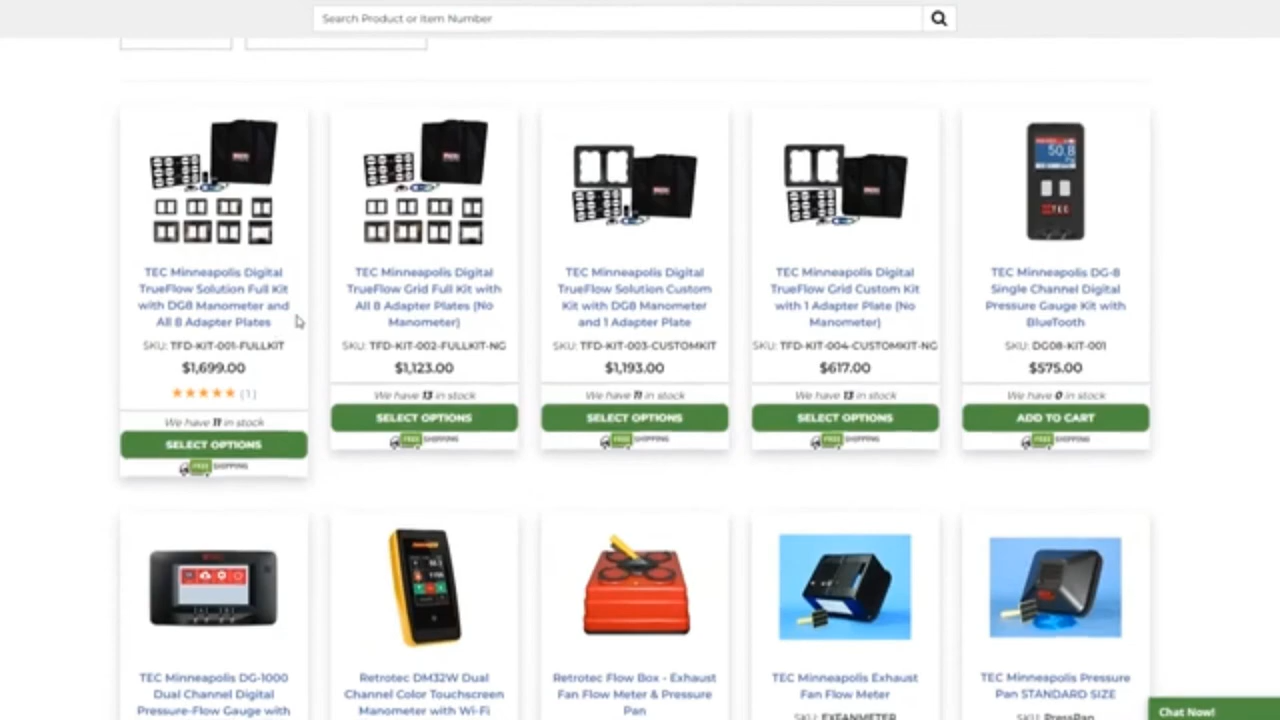 Search Product or Item Number
TEC Minneapolis Digital
TrueFlow Solution Full Kit
with DG8 Manometer and
All 8 Adapter Plates
SKU: TFD-KIT-001-FULLKIT
$1,699.00
(1)
We have 11 in stock
SELECT OPTIONS
FREE SHIPPING
TEC Minneapolis Digital
TrueFlow Grid Full Kit with
All 8 Adapter Plates (No
Manometer)
SKU: TFD-KIT-002-FULLKIT-NG
$1,123.00
We have 13 in stock
SELECT OPTIONS
FREE SHIPPING
TEC Minneapolis Digital
TrueFlow Solution Custom
Kit with DG8 Manometer
and 1 Adapter Plate
SKU: TFD-KIT-003-CUSTOMKIT
$1,193.00
We have 11 in stock
SELECT OPTIONS
FREE SHIPPING
TEC Minneapolis Digital
TrueFlow Grid Custom Kit
with 1 Adapter Plate (No
Manometer)
SKU: TFD-KIT-004-CUSTOMKIT-NG
$617.00
We have 13 in stock
SELECT OPTIONS
FREE SHIPPING
50.8
TEC
TEC Minneapolis DG-8
Single Channel Digital
Pressure Gauge Kit with
BlueTooth
SKU: DG08-KIT-001
$575.00
We have 0 in stock
ADD TO CART
FREE SHIPPING
TEC Minneapolis DG-1000
Dual Channel Digital
Pressure-Flow Gauge with
Retrotec DM32W Dual
Channel Color Touchscreen
Manometer with Wi-Fi
Retrotec Flow Box - Exhaust
Fan Flow Meter & Pressure
Pan
TEC Minneapolis Exhaust
Fan Flow Meter
SKU: EXFANMETER
TEC Minneapolis Pressure
Pan STANDARD SIZE
SKU: PressPan
Chat Now!